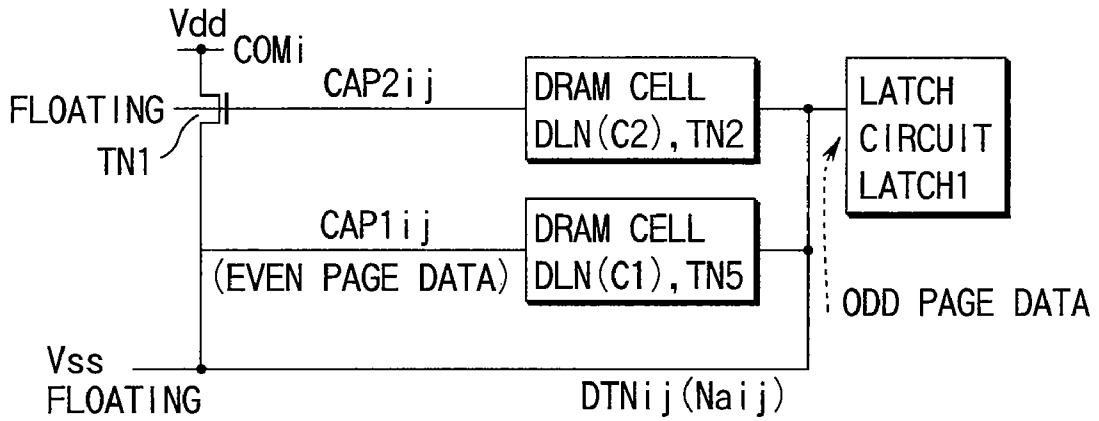 Vdd
COMi
CAP2ij
FLOATING
TN1
DRAM CELL
DLN(C2),TN2
LATCH
CIRCUIT
LATCH1
CAP1ij
(EVEN PAGE DATA)
DRAM CELL
DLN(C1),TN5
ODD PAGE DATA
Vss
FLOATING
DTNij(Naij)